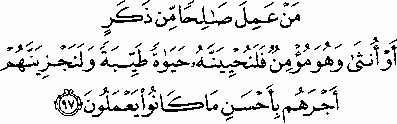 مَنْ عَمِلَ صَٰلِحًا مِّن ذَكَرٍ
أَوْ أُنثَىٰ وَهُوَ مُؤْمِنٌ فَلَنُحْيِيَنَّهُۥ حَيَوٰةً طَيِّبَةً وَلَنَجْزِيَنَّهُمْ
أَجْرَهُم بِأَحْسَنِ مَا كَانُوا۟ يَعْمَلُونَ ﴿٩٧﴾